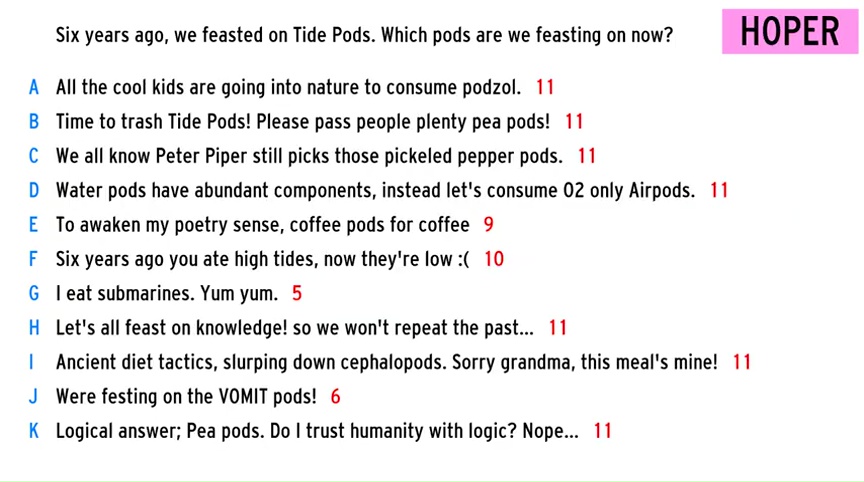 Six years ago, we feasted on Tide Pods. Which pods are we feasting on now? HOPER
A All the cool kids are going into nature to consume podzol. 11
B Time to trash Tide Pods! Please pass people plenty pea pods! 11
C We all know Peter Piper still picks those pickeled pepper pods. 11
D Water pods have abundant components, instead let's consume O2 only Airpods. 11
E To awaken my poetry sense, coffee pods for coffee 9
F Six years ago you ate high tides, now they're low :( 10
G I eat submarines. Yum yum. 5
H Let's all feast on knowledge! so we won't repeat the past... 11
I Ancient diet tactics, slurping down cephalopods. Sorry grandma, this meal's mine! 11
J Were festing on the VOMIT pods! 6
K Logical answer; Pea pods. Do I trust humanity with logic? Nope... 11